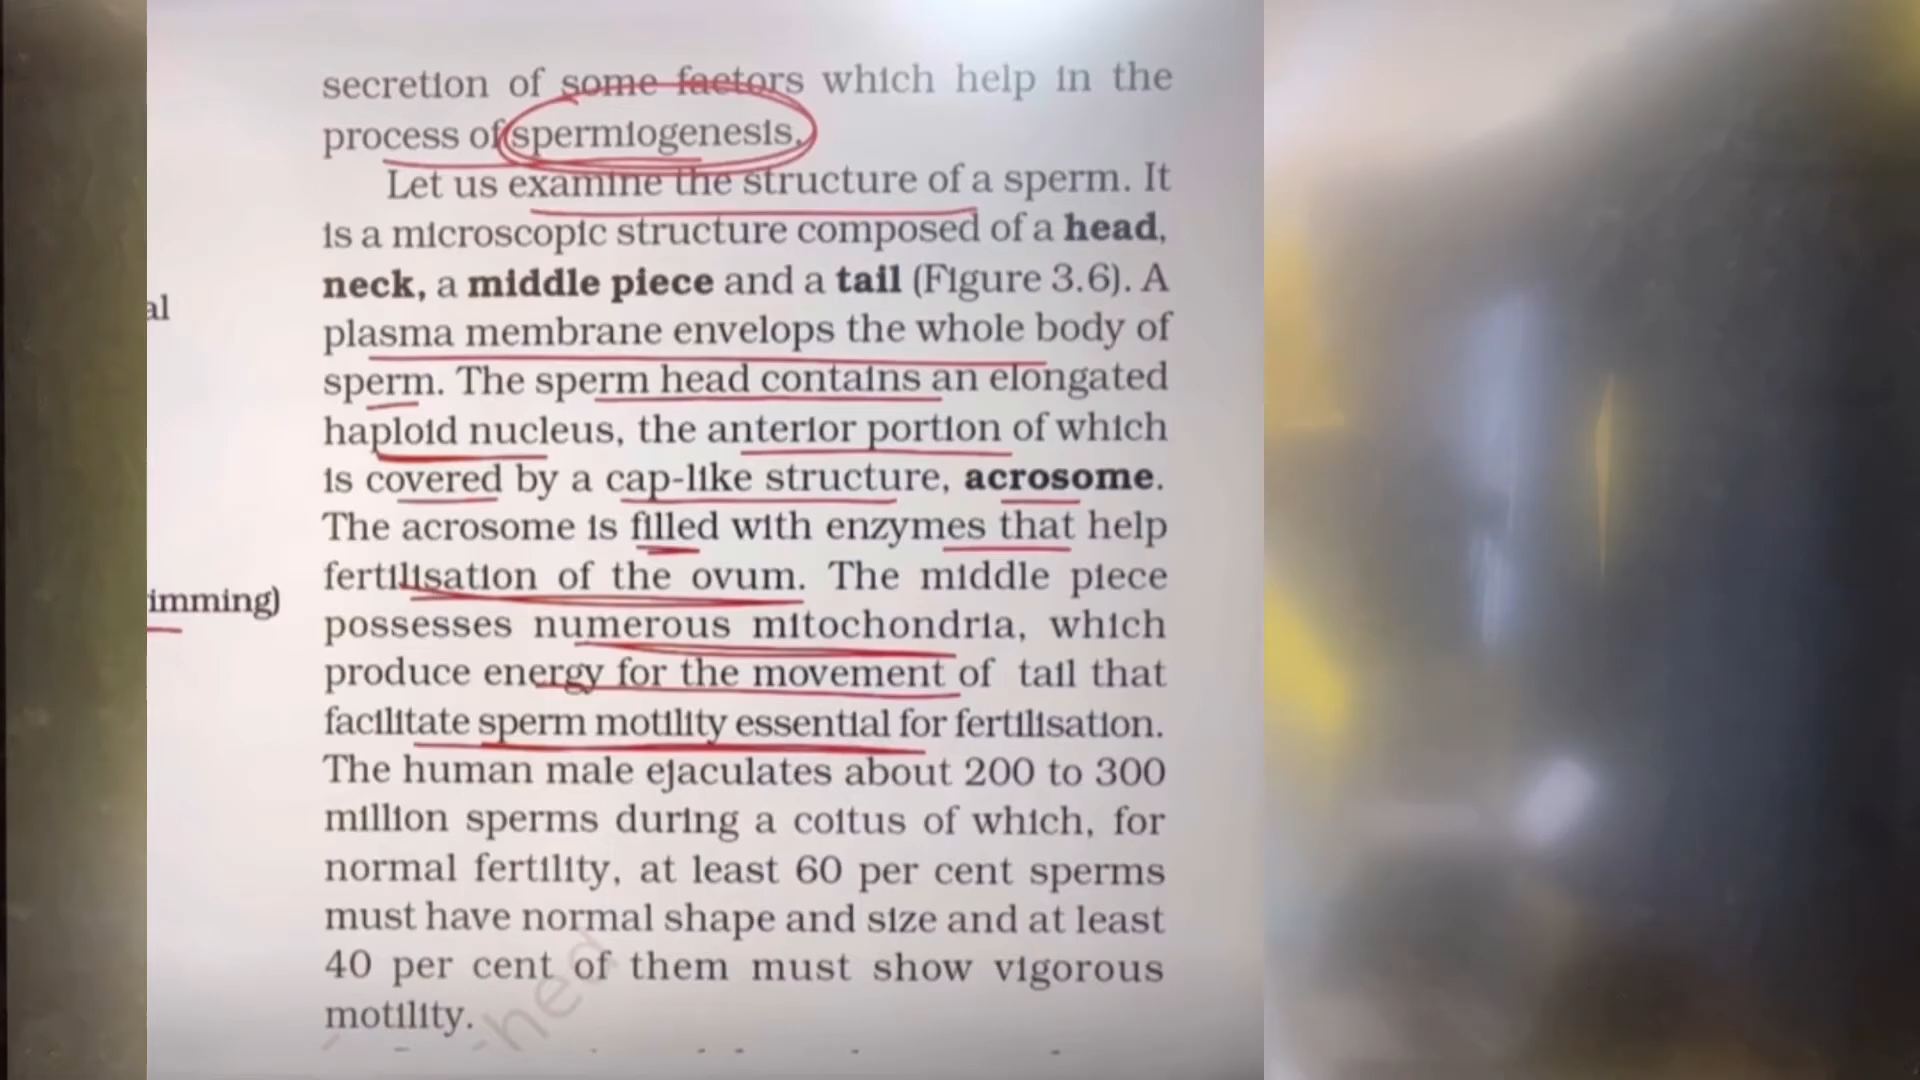 secretion of some factors which help in the
process of spermiogenesis.
Let us examine the structure of a sperm. It
is a microscopic structure composed of a head,
neck, a middle piece and a tail (Figure 3.6). A
plasma membrane envelops the whole body of
sperm. The sperm head contains an elongated
haploid nucleus, the anterior portion of which
is covered by a cap-like structure, acrosome.
The acrosome is filled with enzymes that help
fertilisation of the ovum. The middle piece
possesses numerous mitochondria, which
produce energy for the movement of tail that
facilitate sperm motility essential for fertilisation.
The human male ejaculates about 200 to 300
million sperms during a coitus of which, for
normal fertility, at least 60 per cent sperms
must have normal shape and size and at least
40 per cent of them must show vigorous
motility.
al
imming)